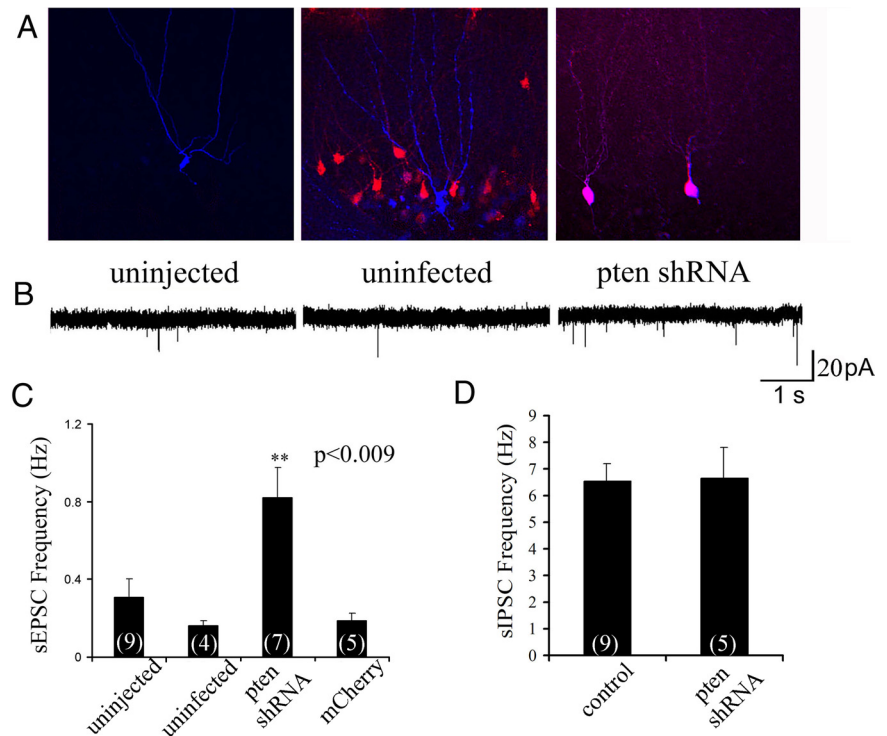 A
uninjected
uninfected
pten shRNA
B
20pA
1 s
C
sEPSC Frequency (Hz)
1.2
0.8
0.4
0
**
p<0.009
(9)
(4)
(7)
(5)
uninjected
uninfected
pten
shRNA
mCherry
D
sIPSC Frequency (Hz)
9
8
7
6
5
4
3
2
1
0
(9)
(5)
control
pten
shRNA